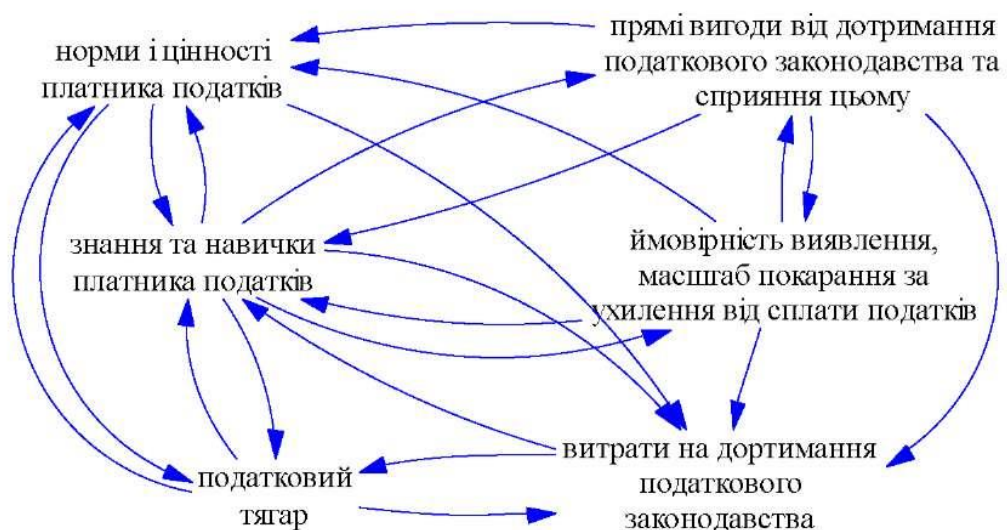 норми і цінності
платника податків
прямі вигоди від дотримання
податкового законодавства та
сприяння цьому
знання та навички
платника податків
ймовірність виявлення,
масштаб покарання за
ухилення від сплати податків
податковий
тягар
витрати на дортимання
податкового
законодавства